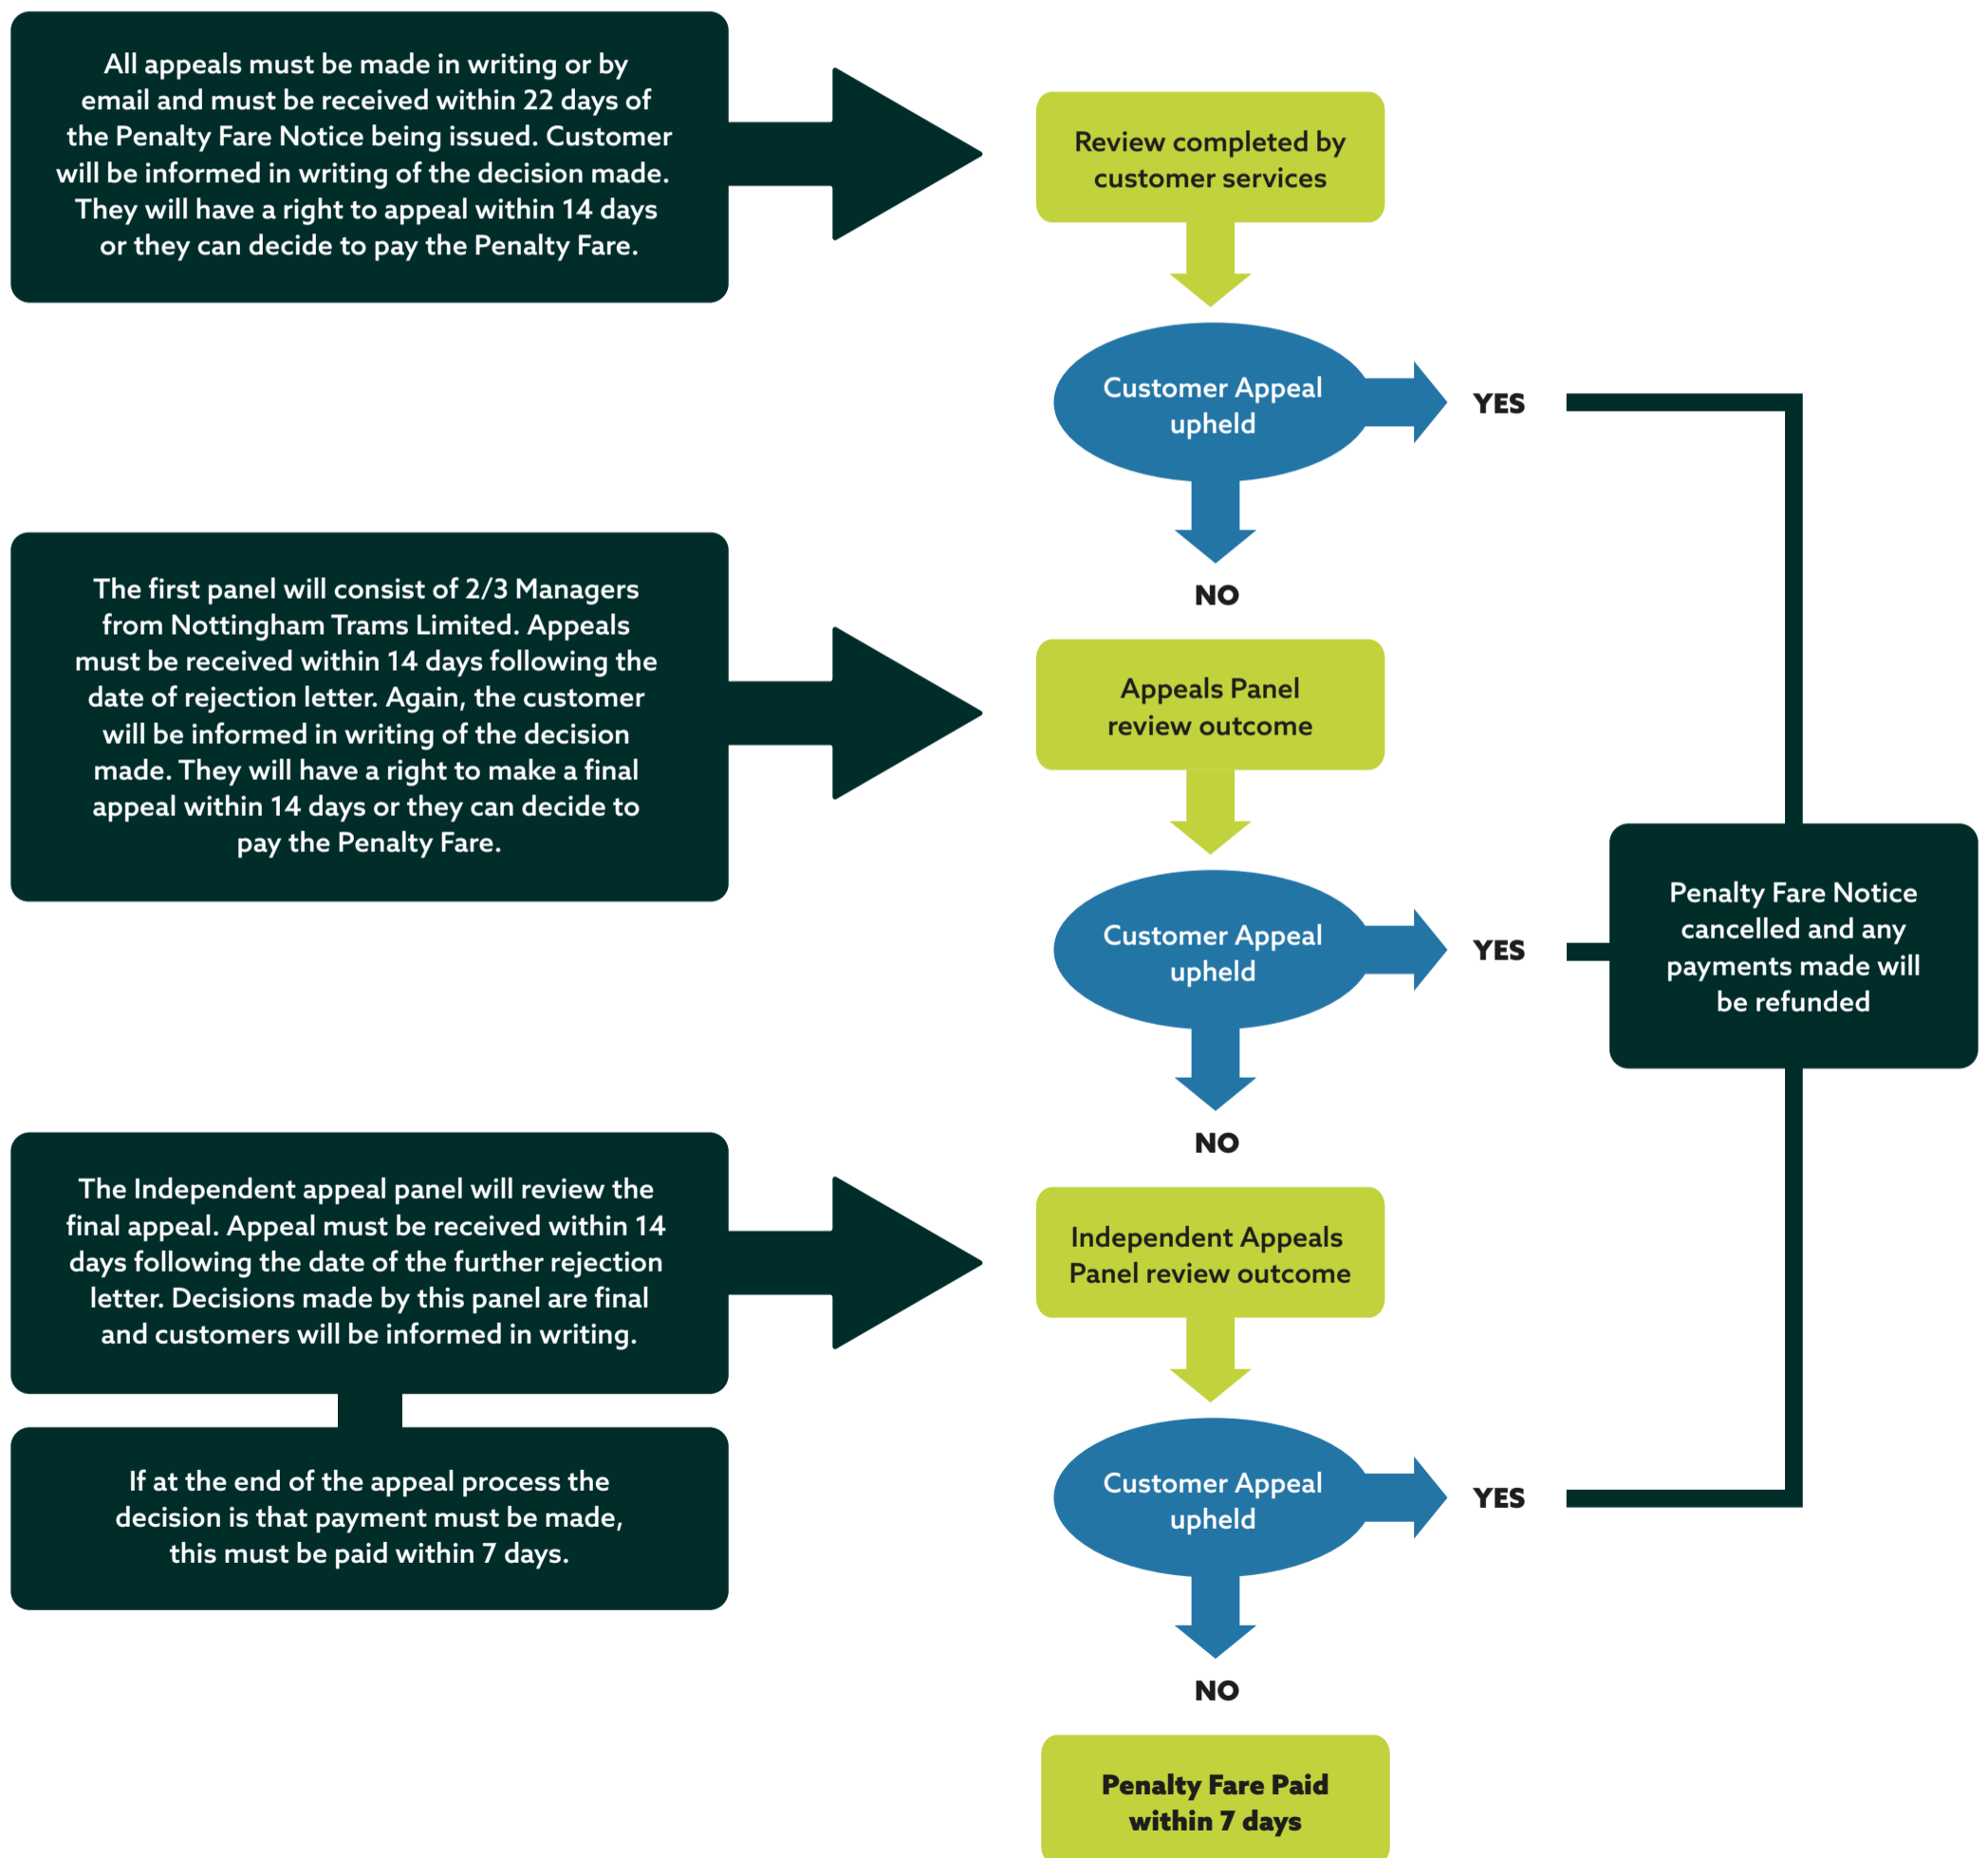 All appeals must be made in writing or by
email and must be received within 22 days of
the Penalty Fare Notice being issued. Customer
will be informed in writing of the decision made.
They will have a right to appeal within 14 days
or they can decide to pay the Penalty Fare.
Review completed by
customer services
Customer Appeal
upheld
YES
NO
The first panel will consist of 2/3 Managers
from Nottingham Trams Limited. Appeals
must be received within 14 days following the
date of rejection letter. Again, the customer
will be informed in writing of the decision
made. They will have a right to make a final
appeal within 14 days or they can decide to
pay the Penalty Fare.
Appeals Panel
review outcome
Customer Appeal
upheld
YES
Penalty Fare Notice
cancelled and any
payments made will
be refunded
NO
The Independent appeal panel will review the
final appeal. Appeal must be received within 14
days following the date of the further rejection
letter. Decisions made by this panel are final
and customers will be informed in writing.
Independent Appeals
Panel review outcome
If at the end of the appeal process the
decision is that payment must be made,
this must be paid within 7 days.
Customer Appeal
upheld
YES
NO
Penalty Fare Paid
within 7 days